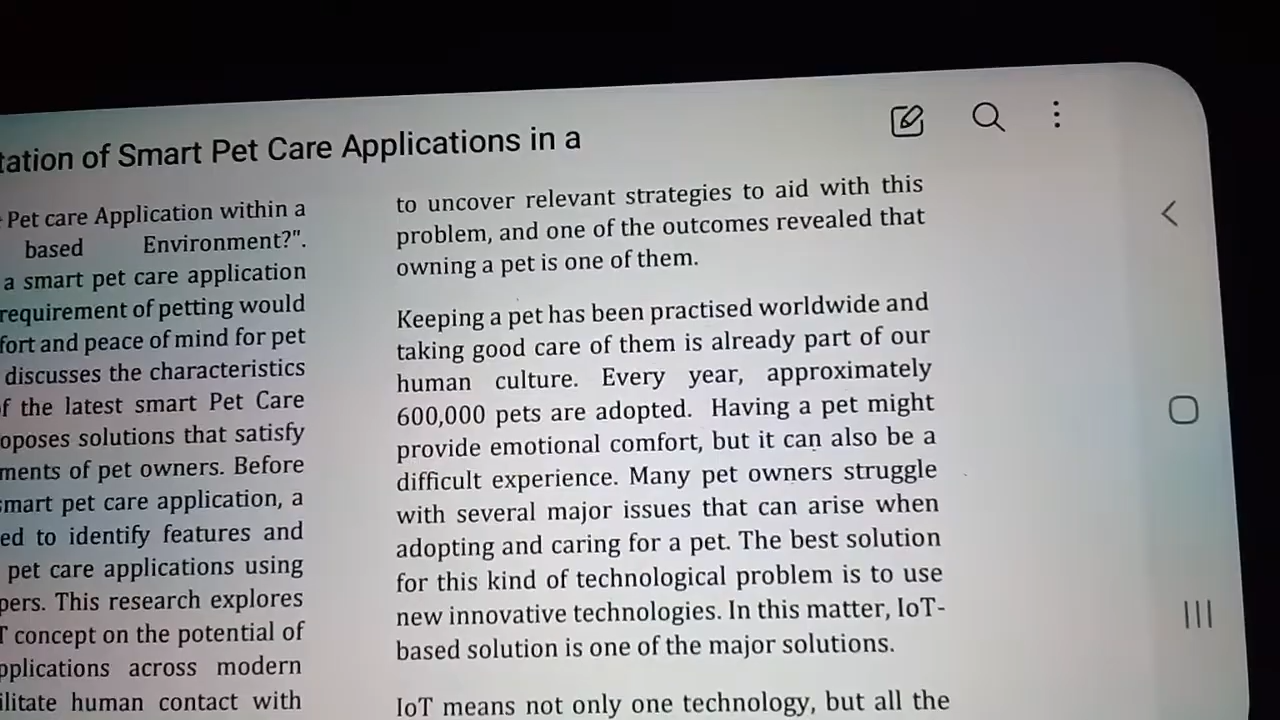 tation of Smart Pet Care Applications in a
Pet care Application within a
based Environment?".
a smart pet care application
requirement of petting would
fort and peace of mind for pet
discusses the characteristics
f the latest smart Pet Care
oposes solutions that satisfy
ments of pet owners. Before
smart pet care application, a
ed to identify features and
pet care applications using
pers. This research explores
T concept on the potential of
pplications across modern
ilitate human contact with
to uncover relevant strategies to aid with this
problem, and one of the outcomes revealed that
owning a pet is one of them.
Keeping a pet has been practised worldwide and
taking good care of them is already part of our
human culture. Every year, approximately
600,000 pets are adopted. Having a pet might
provide emotional comfort, but it can also be a
difficult experience. Many pet owners struggle
with several major issues that can arise when
adopting and caring for a pet. The best solution
for this kind of technological problem is to use
new innovative technologies. In this matter, IoT-
based solution is one of the major solutions.
IoT means not only one technology, but all the